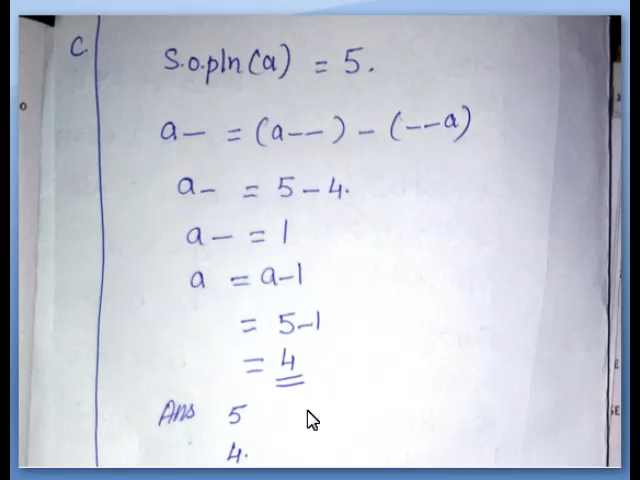 C. S.o.pln(a) = 5.
a— = (a--) - (--a)
a- = 5 - 4.
a- = 1
a = a-1
= 5-1
= 4
Ans 5
4.